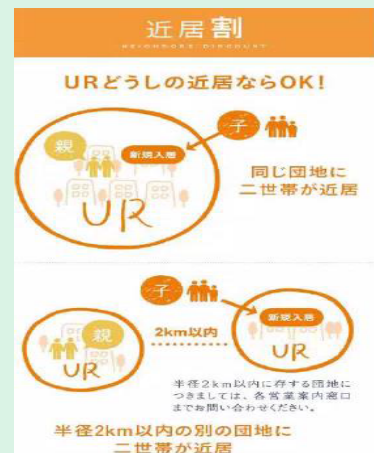 近居割
NEIGHBORS DISCOUNT
URどうしの近居ならOK!
子
親
新規入居
UR
同じ団地に
二世帯が近居
子
新規入居
親
2km以内
UR
UR
半径2km以内に存する団地に
つきましては、各営業案内窓口
までお問い合わせください。
半径2km以内の別の団地に
二世帯が近居